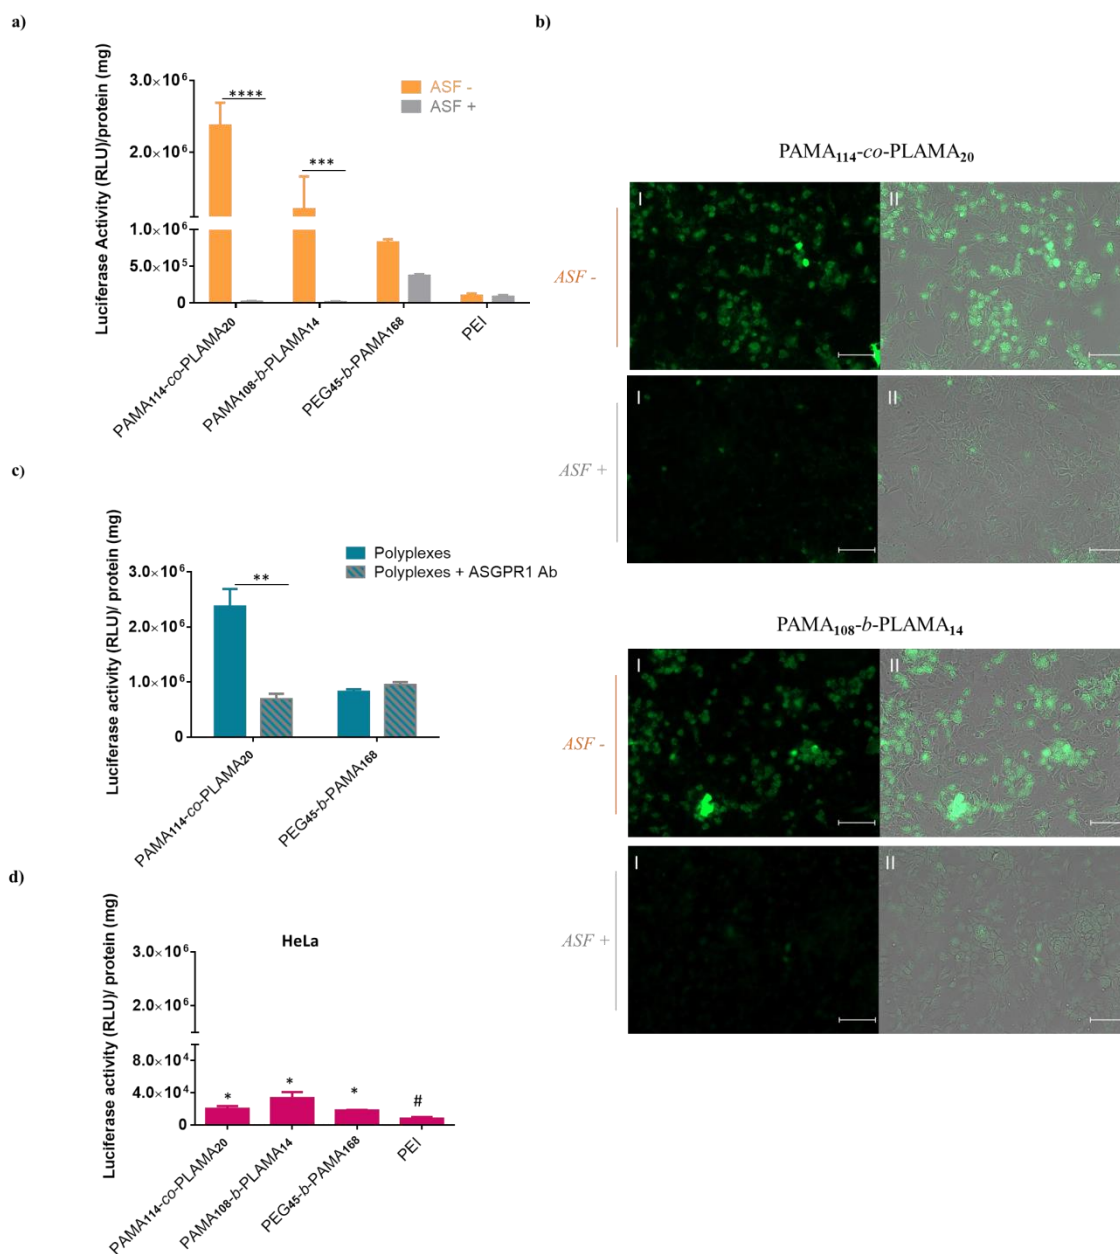 a)
Luciferase Activity (RLU)/protein (mg)
3.0×10⁶
2.0×10⁶
1.0×10⁶
5.0×10⁵
0
****
***
ASF -
ASF +
PAMA₁₁₄-co-PLAMA₂₀
PAMA₁₀₈-b-PLAMA₁₄
PEG₄₅-b-PAMA₁₆₈
PEI
b)
PAMA₁₁₄-co-PLAMA₂₀
ASF -
I
II
ASF +
I
II
PAMA₁₀₈-b-PLAMA₁₄
ASF -
I
II
ASF +
I
II
c)
Luciferase activity (RLU)/ protein (mg)
3.0×10⁶
2.0×10⁶
1.0×10⁶
0
**
Polyplexes
Polyplexes + ASGPR1 Ab
PAMA₁₁₄-co-PLAMA₂₀
PEG₄₅-b-PAMA₁₆₈
d)
HeLa
Luciferase activity (RLU)/ protein (mg)
3.0×10⁶
2.0×10⁶
8.0×10⁴
4.0×10⁴
0
*
*
*
#
PAMA₁₁₄-co-PLAMA₂₀
PAMA₁₀₈-b-PLAMA₁₄
PEG₄₅-b-PAMA₁₆₈
PEI